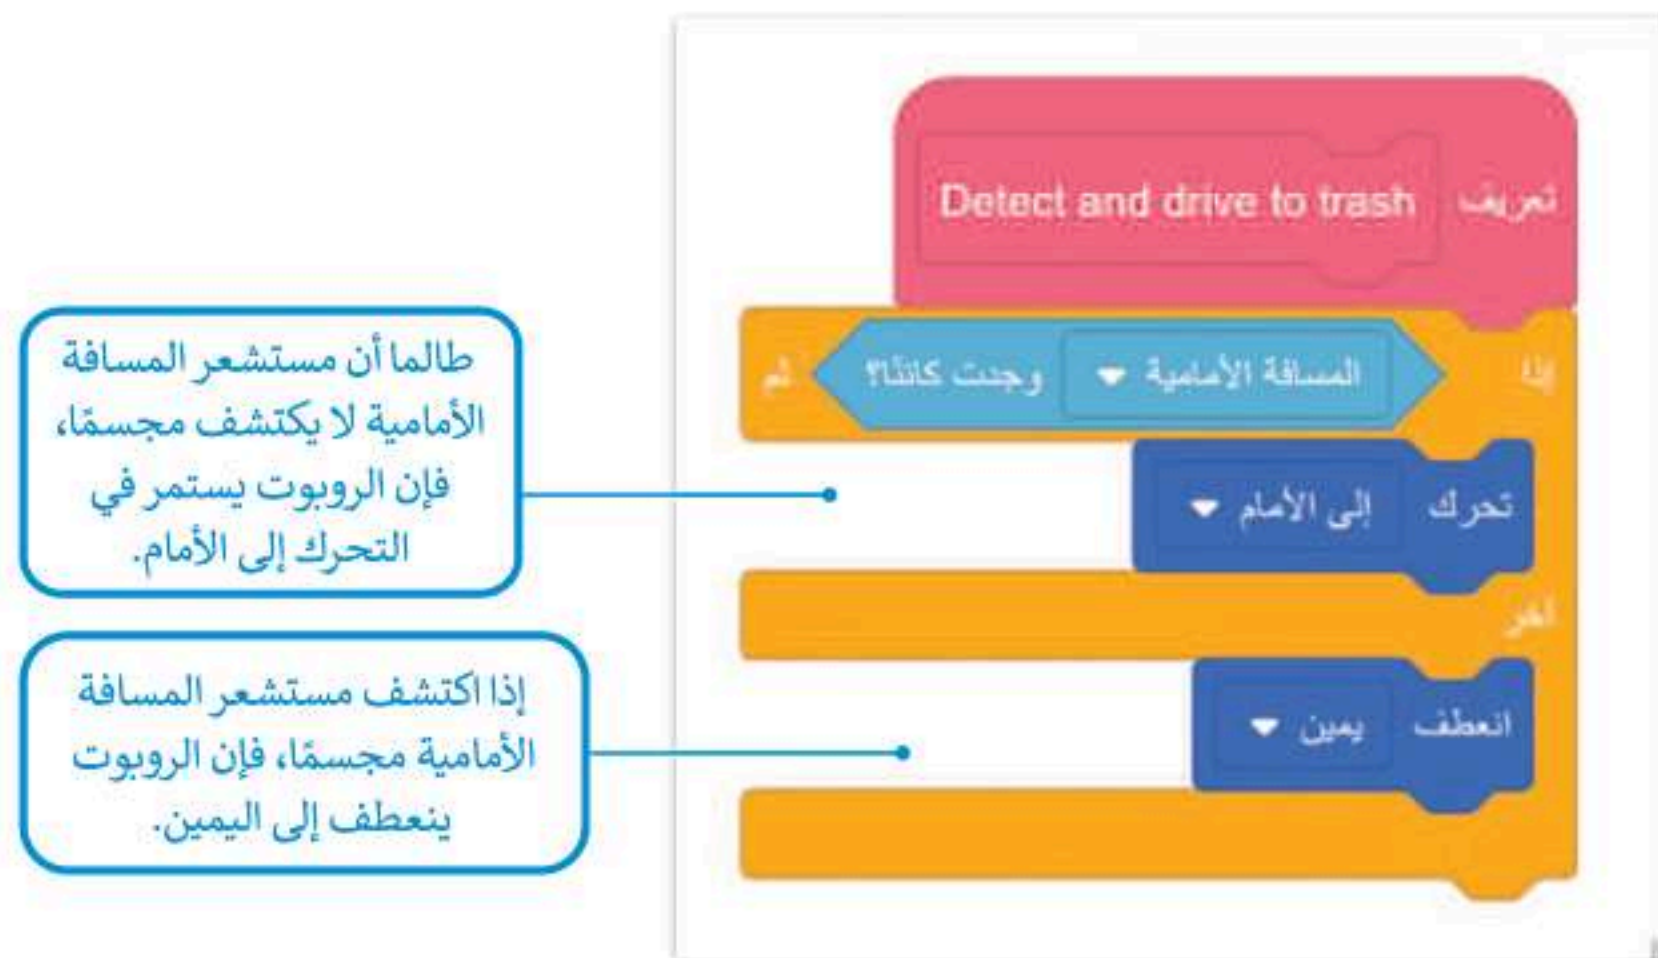 تعريف Detect and drive to trash
إذا المسافة الأمامية وجدت كائنًا؟ ثم
تحرك إلى الأمام
آخر
انعطف يمين
طالما أن مستشعر المسافة
الأمامية لا يكتشف مجسمًا،
فإن الروبوت يستمر في
التحرك إلى الأمام.
إذا اكتشف مستشعر المسافة
الأمامية مجسمًا، فإن الروبوت
ينعطف إلى اليمين.